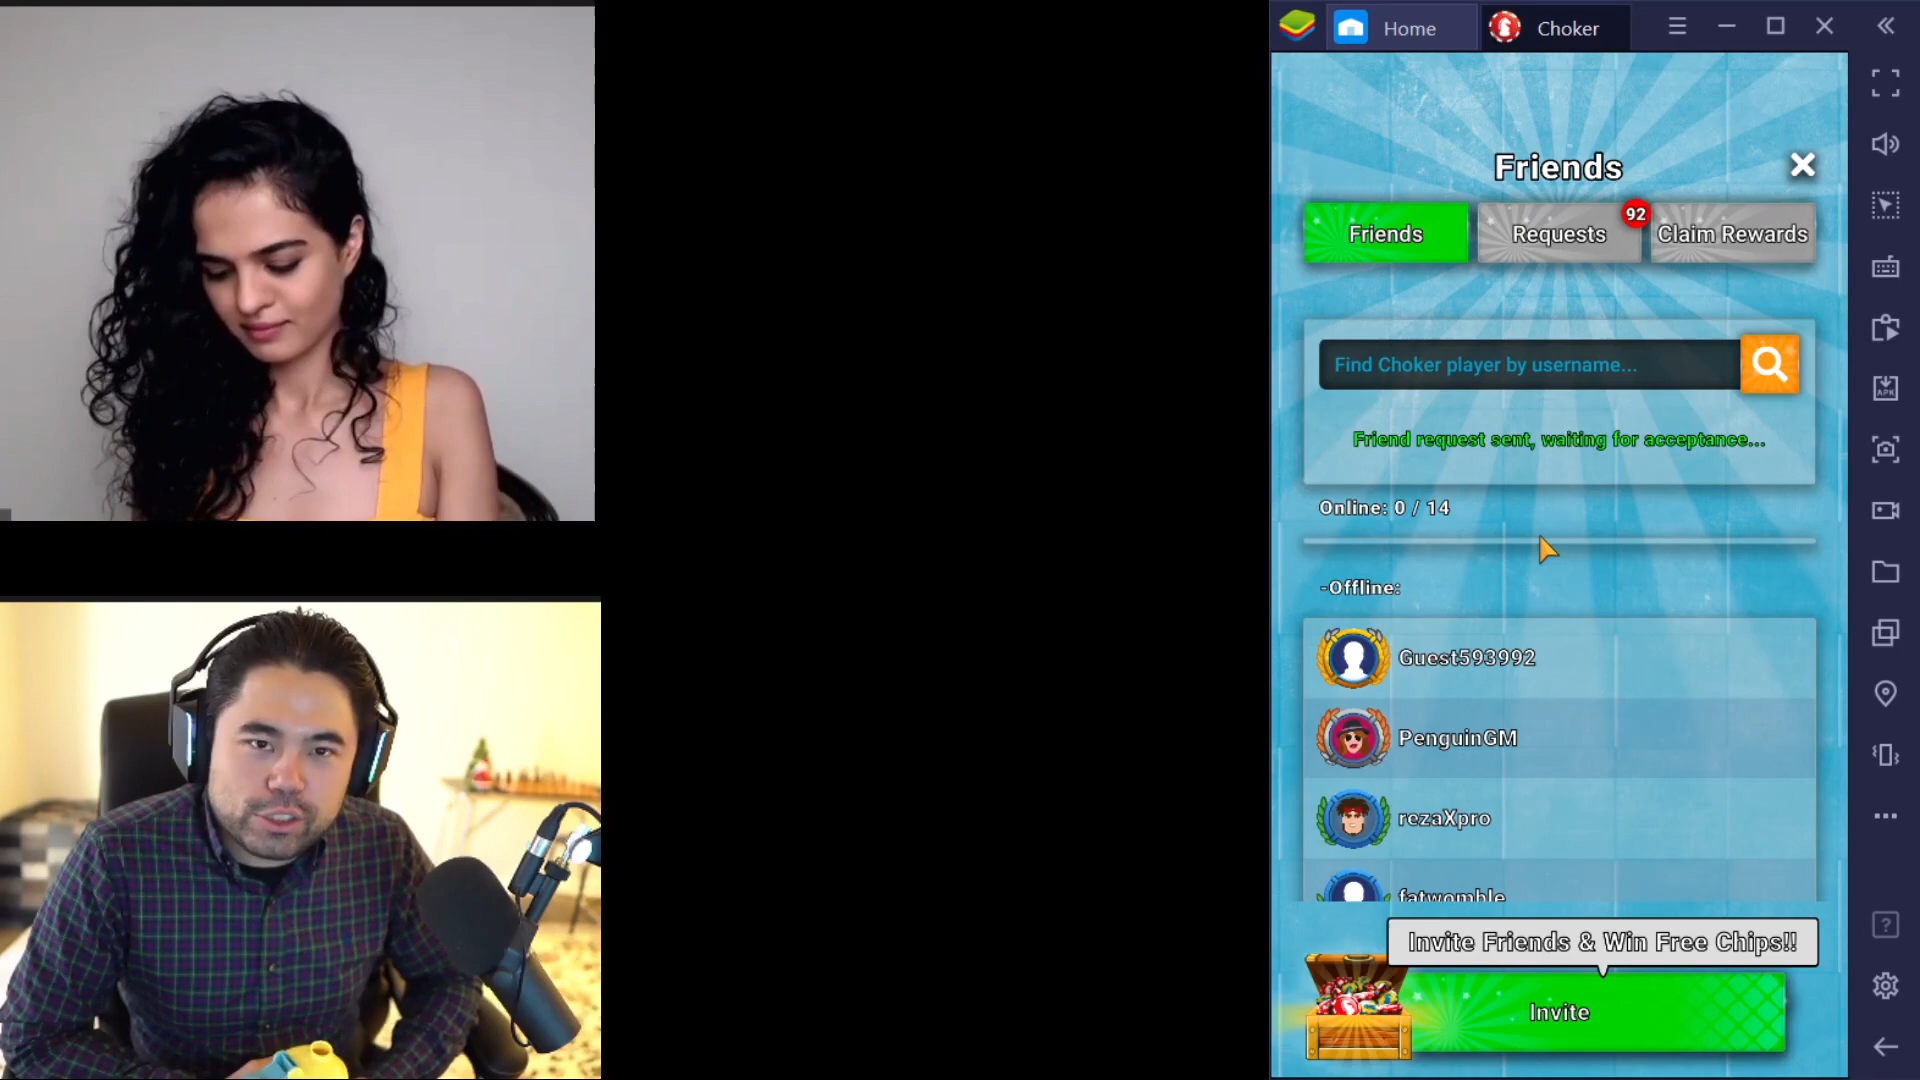 Home
Choker
Friends
Friends
Requests
92
Claim Rewards
Find Choker player by username...
Friend request sent, waiting for acceptance...
Online: 0 / 14
-Offline:
Guest593992
PenguinGM
rezaXpro
fatwomble
Invite Friends & Win Free Chips!!
Invite
APK